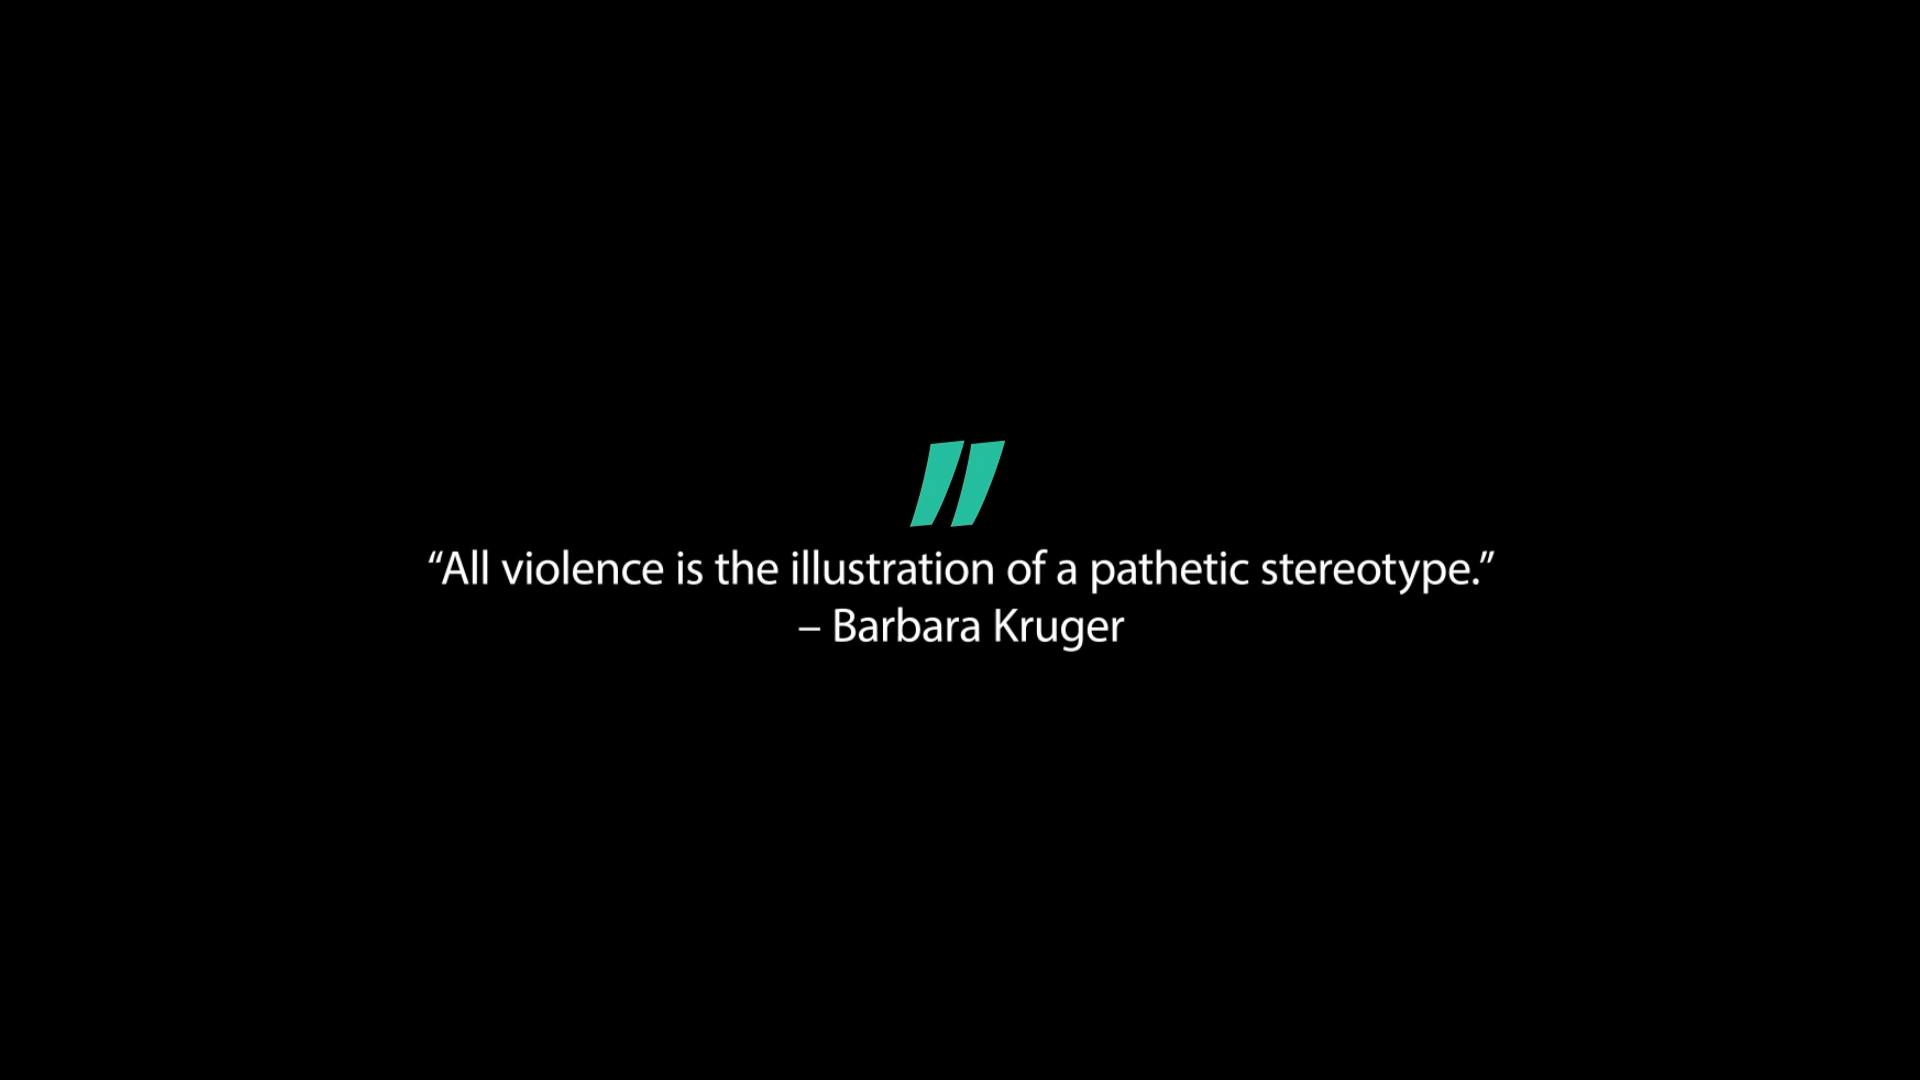 “All violence is the illustration of a pathetic stereotype.”
– Barbara Kruger